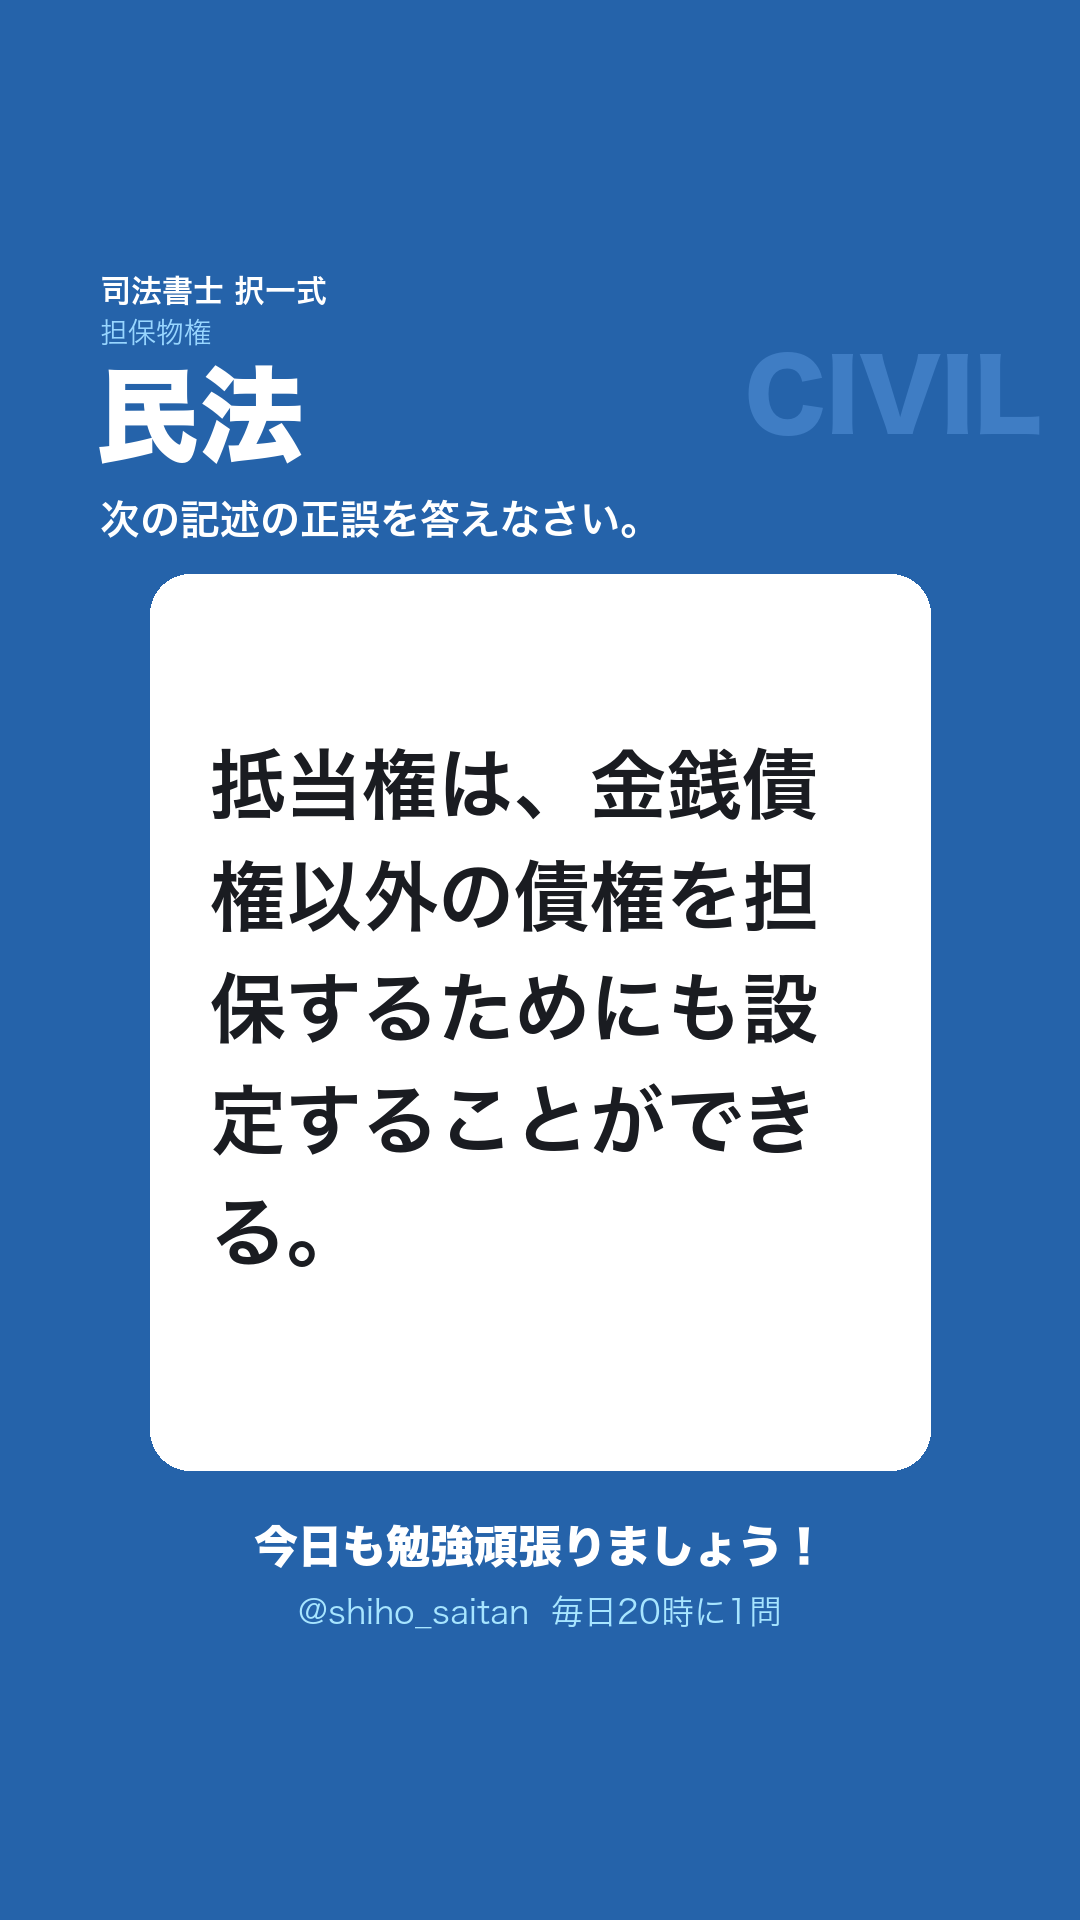 司法書士 択一式
担保物権
民法
CIVIL
次の記述の正誤を答えなさい。
抵当権は、金銭債
権以外の債権を担
保するためにも設
定することができ
る。
今日も勉強頑張りましょう！
@shiho_saitan 毎日20時に1問